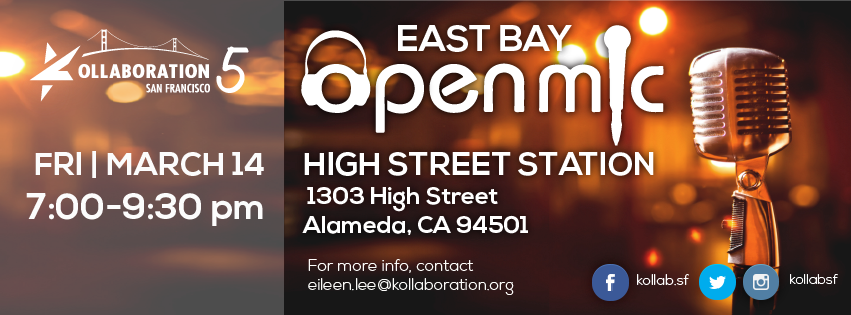 KOLLABORATION 5
SAN FRANCISCO
FRI | MARCH 14
7:00-9:30 pm
EAST BAY
open mic
HIGH STREET STATION
1303 High Street
Alameda, CA 94501
For more info, contact
eileen.lee@kollaboration.org
f kollab.sf kollabsf